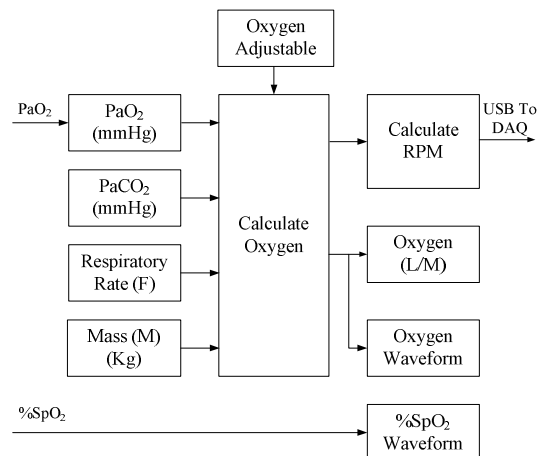 Oxygen
Adjustable
PaO₂
PaO₂
(mmHg)
PaCO₂
(mmHg)
Respiratory
Rate (F)
Mass (M)
(Kg)
Calculate
Oxygen
Calculate
RPM
USB To
DAQ
Oxygen
(L/M)
Oxygen
Waveform
%SpO₂
%SpO₂
Waveform